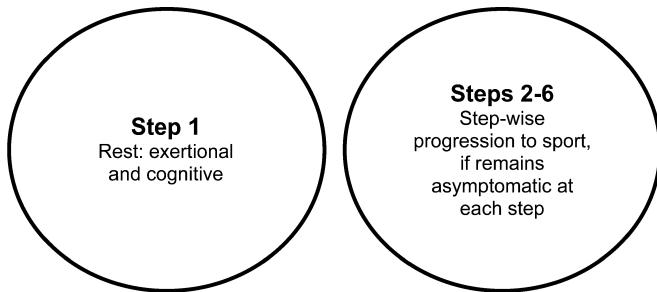 Step 1
Rest: exertional
and cognitive
Steps 2-6
Step-wise
progression to sport,
if remains
asymptomatic at
each step